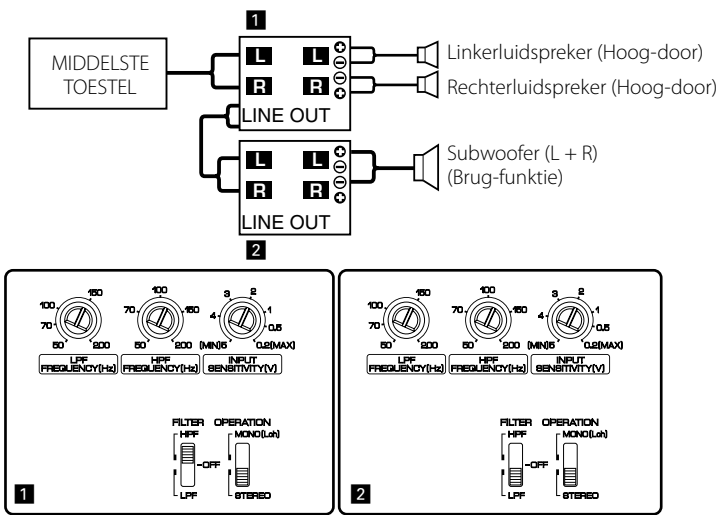 1
MIDDELSTE
TOESTEL
L L ⊕
⊖
R R ⊖
⊕
LINE OUT
Linkerluidspreker (Hoog-door)
Rechterluidspreker (Hoog-door)
L L ⊕
⊖
R R ⊖
⊕
LINE OUT
Subwoofer (L + R)
(Brug-funktie)
2
50 70 100 150 200
LPF
FREQUENCY(Hz)
50 70 100 150 200
HPF
FREQUENCY(Hz)
(MIN)5 4 3 2 1 0.5 0.2(MAX)
INPUT
SENSITIVITY(V)
FILTER OPERATION
HPF MONO(Lch)
OFF
LPF STEREO
1
50 70 100 150 200
LPF
FREQUENCY(Hz)
50 70 100 150 200
HPF
FREQUENCY(Hz)
(MIN)5 4 3 2 1 0.5 0.2(MAX)
INPUT
SENSITIVITY(V)
FILTER OPERATION
HPF MONO(Lch)
OFF
LPF STEREO
2